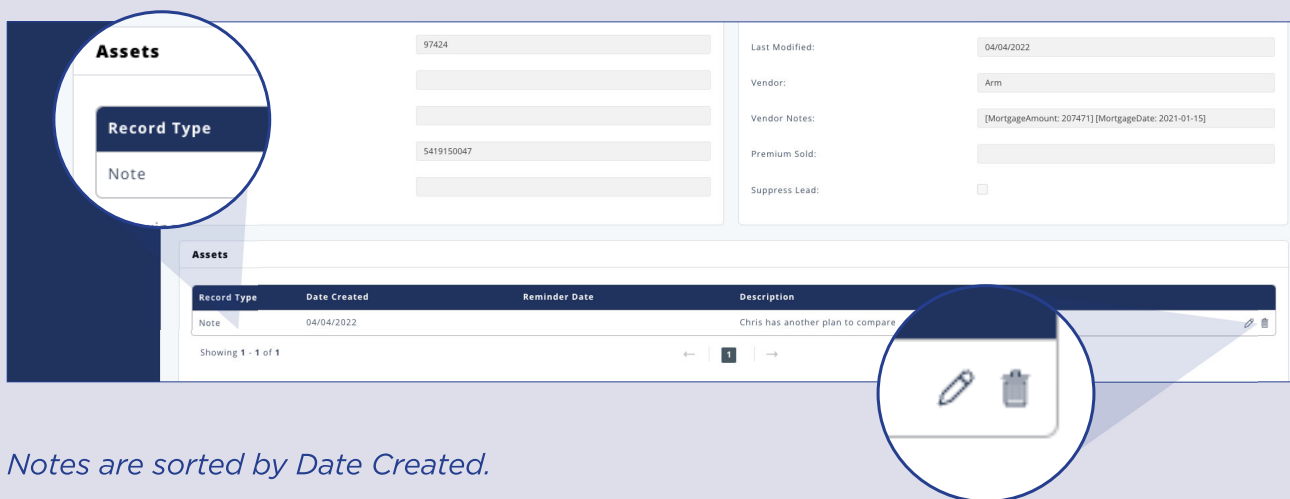 Assets
Record Type
Note
97424
5419150047
Last Modified: 04/04/2022
Vendor: Arm
Vendor Notes: [MortgageAmount: 207471] [MortgageDate: 2021-01-15]
Premium Sold:
Suppress Lead:
Assets
Record Type Date Created Reminder Date Description
Note 04/04/2022 Chris has another plan to compare
Showing 1 - 1 of 1 ← 1 →
Notes are sorted by Date Created.